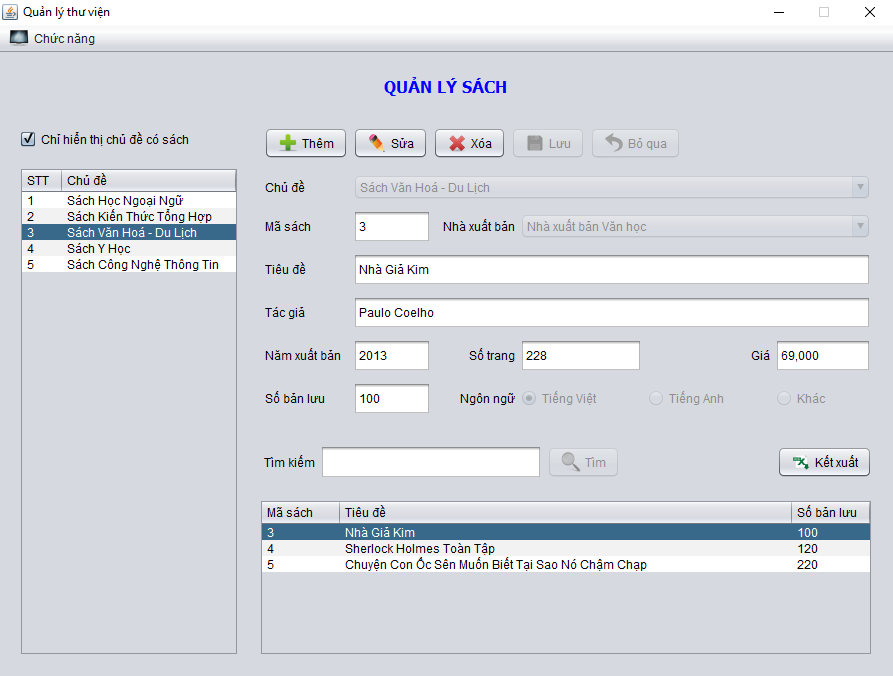 Quản lý thư viện
Chức năng
QUẢN LÝ SÁCH
Chỉ hiển thị chủ đề có sách
Thêm Sửa Xóa Lưu Bỏ qua
STT Chủ đề
1 Sách Học Ngoại Ngữ
2 Sách Kiến Thức Tổng Hợp
3 Sách Văn Hoá - Du Lịch
4 Sách Y Học
5 Sách Công Nghệ Thông Tin
Chủ đề Sách Văn Hoá - Du Lịch
Mã sách 3 Nhà xuất bản Nhà xuất bản Văn học
Tiêu đề Nhà Giả Kim
Tác giả Paulo Coelho
Năm xuất bản 2013 Số trang 228 Giá 69,000
Số bản lưu 100 Ngôn ngữ Tiếng Việt Tiếng Anh Khác
Tìm kiếm Tìm Kết xuất
Mã sách Tiêu đề Số bản lưu
3 Nhà Giả Kim 100
4 Sherlock Holmes Toàn Tập 120
5 Chuyện Con Ốc Sên Muốn Biết Tại Sao Nó Chậm Chạp 220